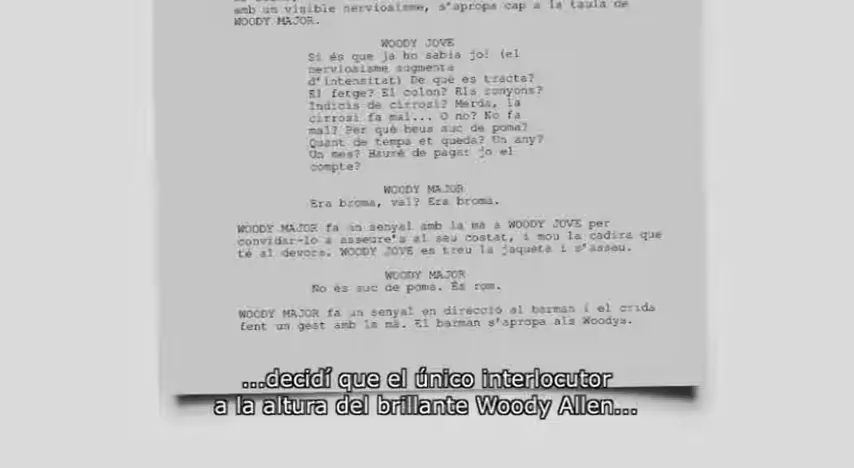 amb un visible nerviosisme, s'apropa cap a la taula de
WOODY MAJOR.
WOODY JOVE
Si és que ja ho sabia jo! (el
nerviosisme augmenta
d'intensitat) De què es tracta?
El fetge? El colon? Els ronyons?
Indicis de cirrosi? Merda, la
cirrosi fa mal... O no? No fa
mal? Per què beus suc de poma?
Quant de temps et queda? Un any?
Un mes? Hauré de pagar jo el
compte?
WOODY MAJOR
Era broma, val? Era broma.
WOODY MAJOR fa un senyal amb la mà a WOODY JOVE per
convidar-lo a asseure's al seu costat, i mou la cadira que
té al devora. WOODY JOVE es treu la jaqueta i s'asseu.
WOODY MAJOR
No és suc de poma. És rom.
WOODY MAJOR fa un senyal en direcció al barman i el crida
fent un gest amb la mà. El barman s'apropa als Woodys.
...decidí que el único interlocutor
a la altura del brillante Woody Allen...